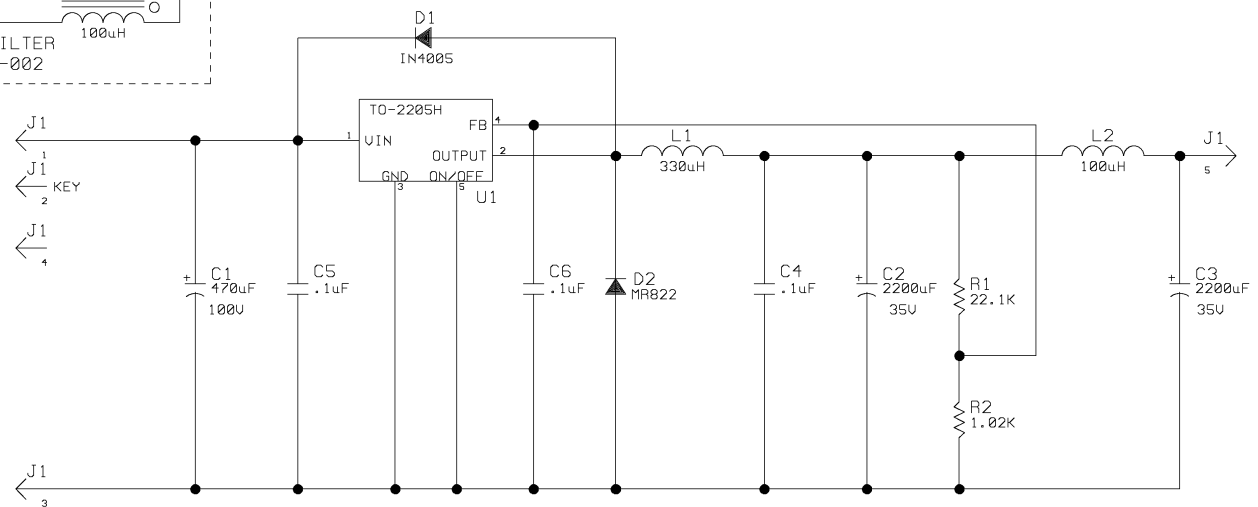 100uH
ILTER
-002
D1
IN4005
TO-2205H
FB
4
1
VIN
OUTPUT
2
GND
3
ON/OFF
5
U1
J1
1
J1
KEY
2
J1
4
L1
330uH
L2
100uH
J1
5
+
C1
470uF
100V
C5
.1uF
C6
.1uF
D2
MR822
C4
.1uF
+
C2
2200uF
35V
R1
22.1K
+
C3
2200uF
35V
R2
1.02K
J1
3